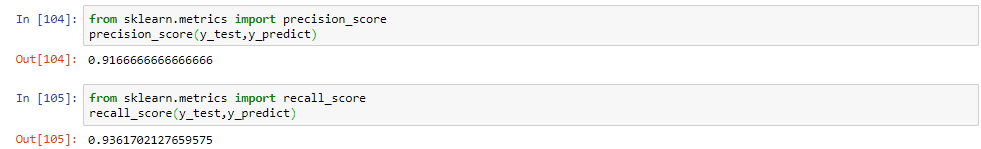 In [104]: from sklearn.metrics import precision_score
precision_score(y_test,y_predict)
Out[104]: 0.9166666666666666
In [105]: from sklearn.metrics import recall_score
recall_score(y_test,y_predict)
Out[105]: 0.9361702127659575